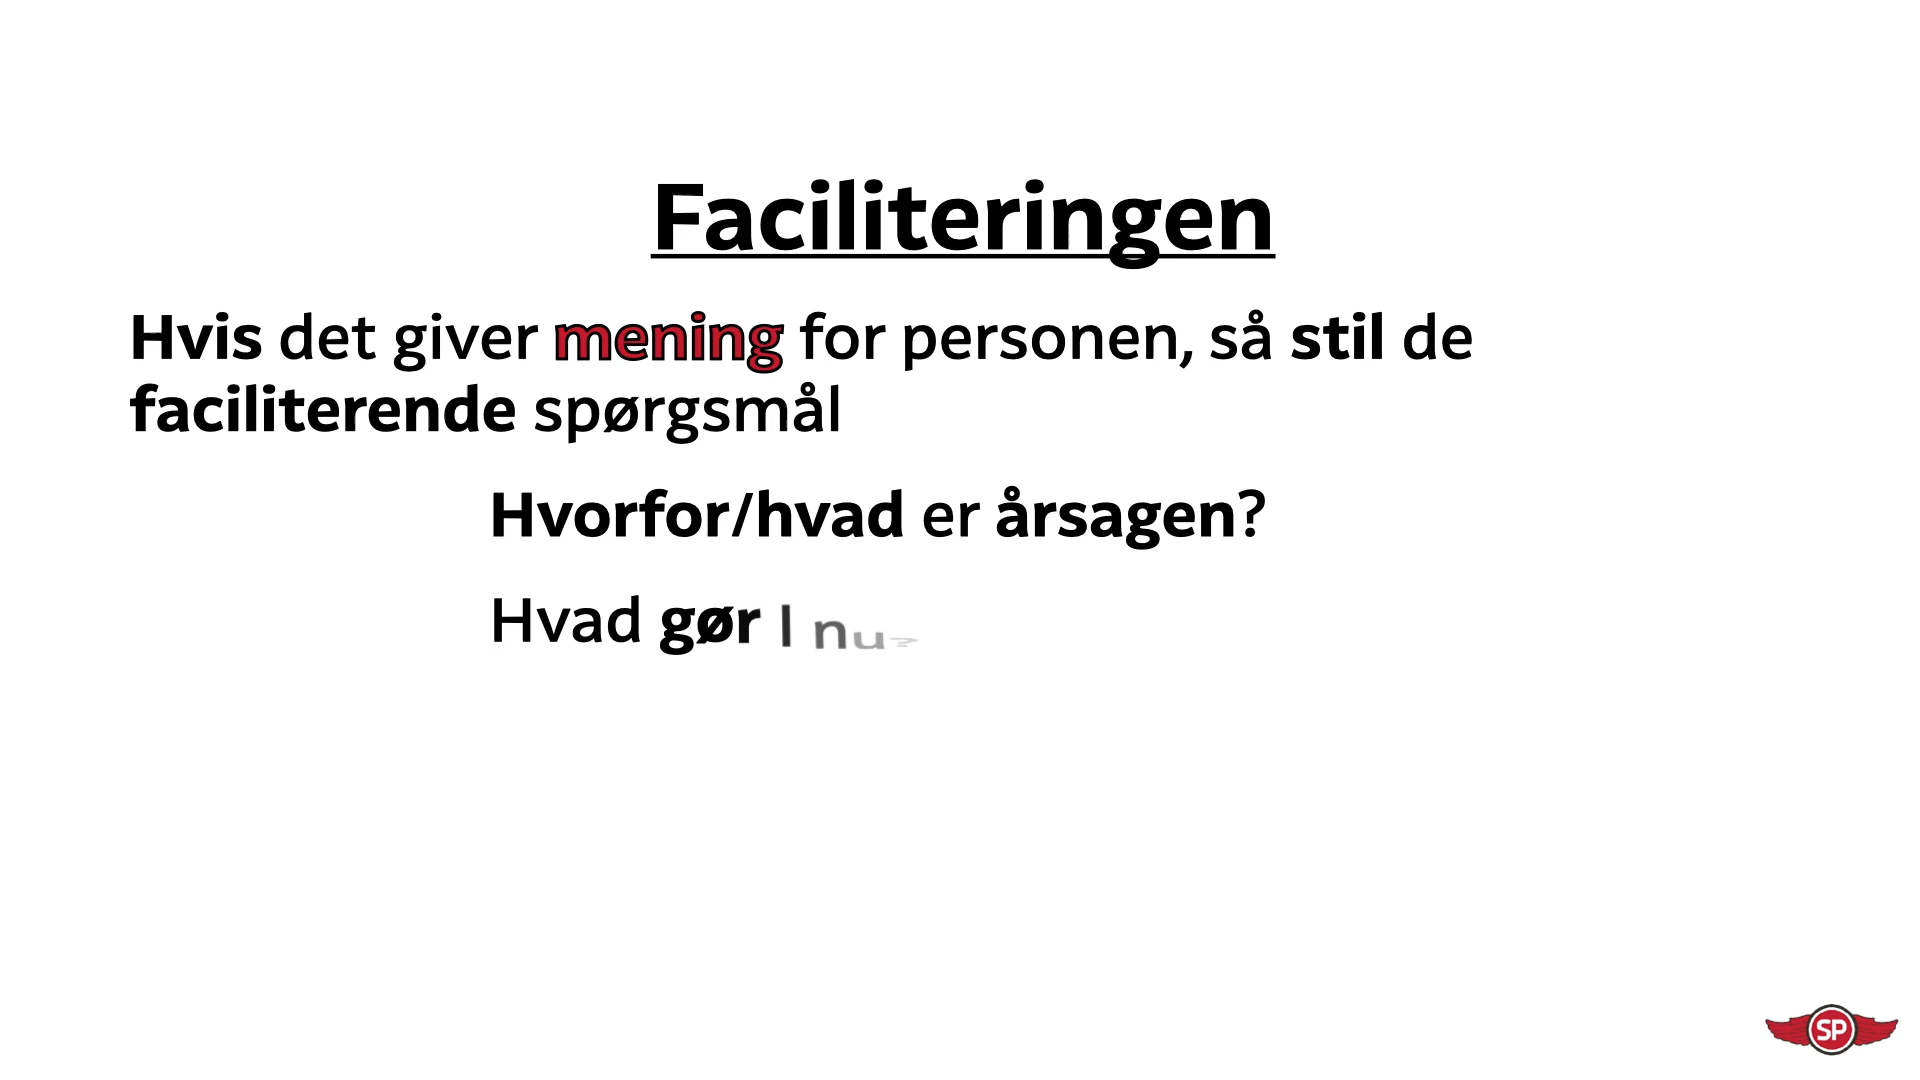 Faciliteringen
Hvis det giver mening for personen, så stil de
faciliterende spørgsmål
Hvorfor/hvad er årsagen?
Hvad gør I nu?
SP